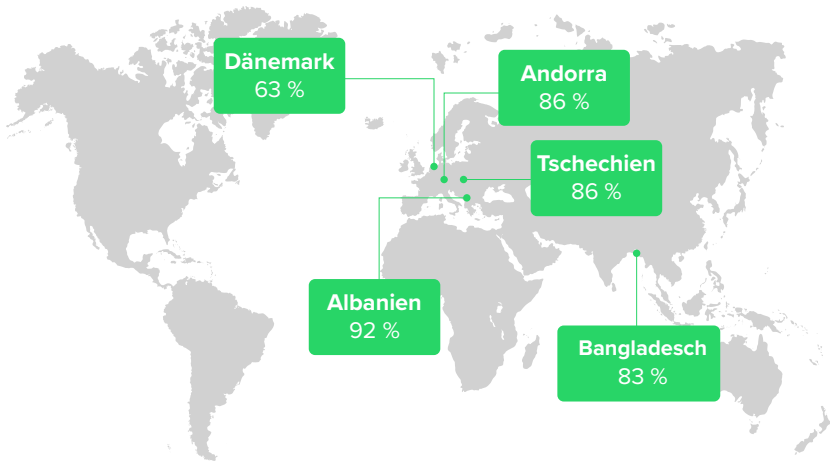 Dänemark
63 %
Andorra
86 %
Tschechien
86 %
Albanien
92 %
Bangladesch
83 %